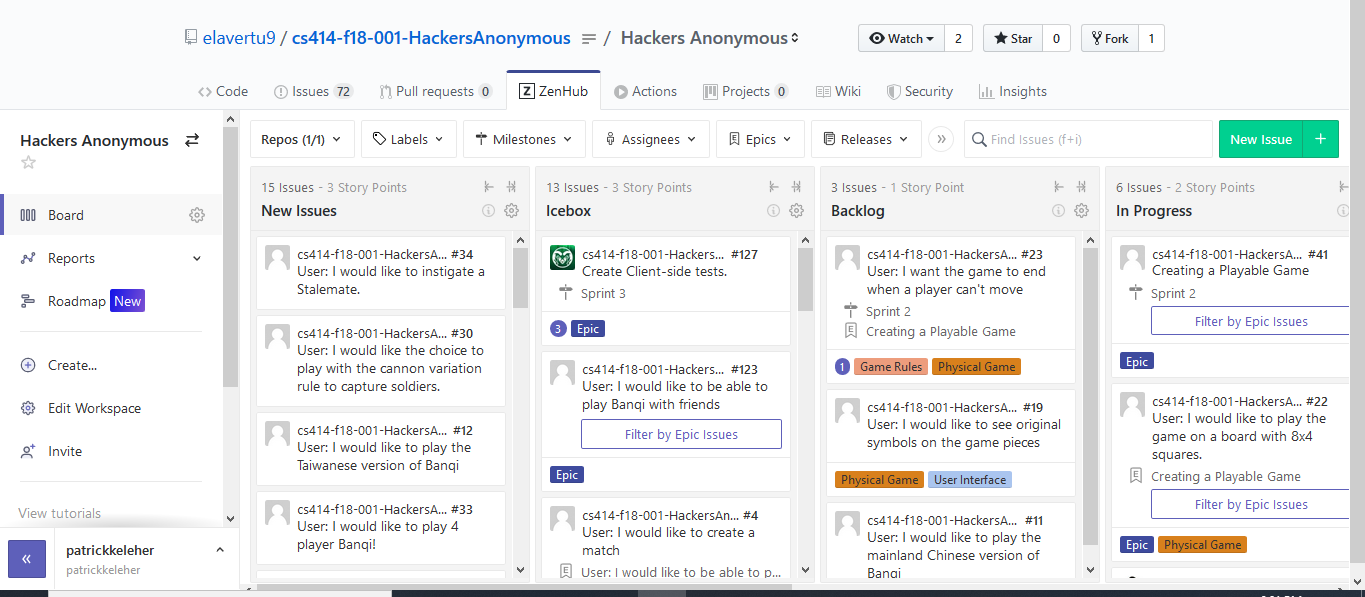 elavertu9 / cs414-f18-001-HackersAnonymous / Hackers Anonymous
Watch 2 Star 0 Fork 1
Code Issues 72 Pull requests 0 ZenHub Actions Projects 0 Wiki Security Insights
Hackers Anonymous
Board
Reports
Roadmap New
Create...
Edit Workspace
Invite
View tutorials
«
patrickkeleher
patrickkeleher
Repos (1/1) Labels Milestones Assignees Epics Releases » Find Issues (f+i) New Issue +
15 Issues - 3 Story Points
New Issues
cs414-f18-001-HackersA... #34
User: I would like to instigate a
Stalemate.
cs414-f18-001-HackersA... #30
User: I would like the choice to
play with the cannon variation
rule to capture soldiers.
cs414-f18-001-HackersA... #12
User: I would like to play the
Taiwanese version of Banqi
cs414-f18-001-HackersA... #33
User: I would like to play 4
player Banqi!
13 Issues - 3 Story Points
Icebox
cs414-f18-001-Hackers... #127
Create Client-side tests.
Sprint 3
3 Epic
cs414-f18-001-Hackers... #123
User: I would like to be able to
play Banqi with friends
Filter by Epic Issues
Epic
cs414-f18-001-HackersAn... #4
User: I would like to create a
match
User: I would like to be able to p...
3 Issues - 1 Story Point
Backlog
cs414-f18-001-HackersA... #23
User: I want the game to end
when a player can't move
Sprint 2
Creating a Playable Game
1 Game Rules Physical Game
cs414-f18-001-HackersA... #19
User: I would like to see original
symbols on the game pieces
Physical Game User Interface
cs414-f18-001-HackersA... #11
User: I would like to play the
mainland Chinese version of
Banqi
6 Issues - 2 Story Points
In Progress
cs414-f18-001-HackersA... #41
Creating a Playable Game
Sprint 2
Filter by Epic Issues
Epic
cs414-f18-001-HackersA... #22
User: I would like to play the
game on a board with 8x4
squares.
Creating a Playable Game
Filter by Epic Issues
Epic Physical Game